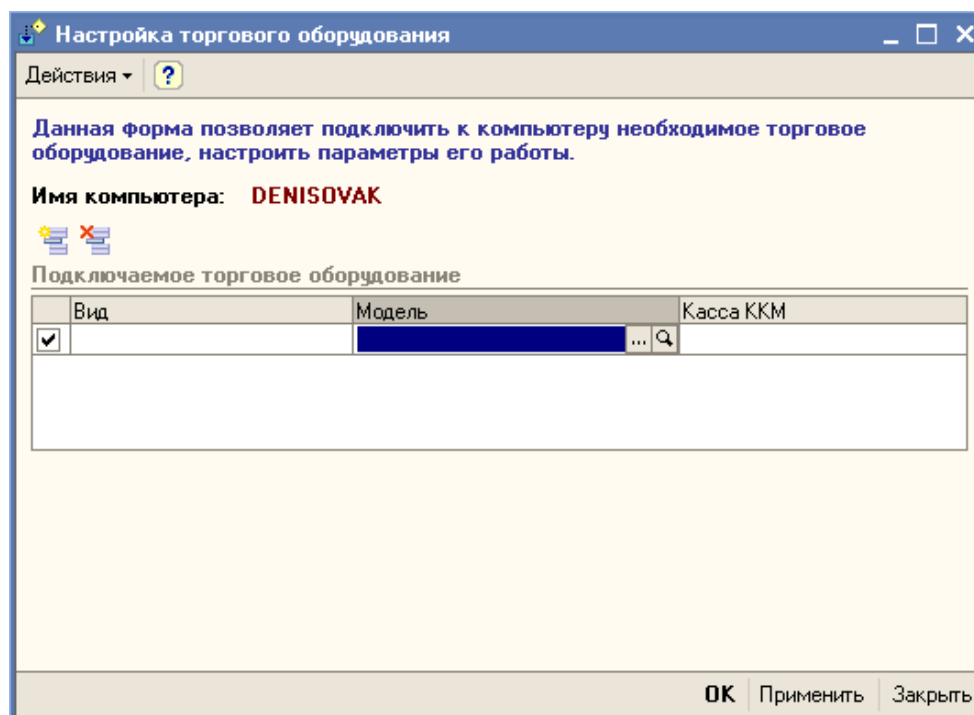 Настройка торгового оборудования
Действия ?
Данная форма позволяет подключить к компьютеру необходимое торговое
оборудование, настроить параметры его работы.
Имя компьютера: DENISOVAK
Подключаемое торговое оборудование
Вид Модель Касса ККМ
...
OK Применить Закрыть